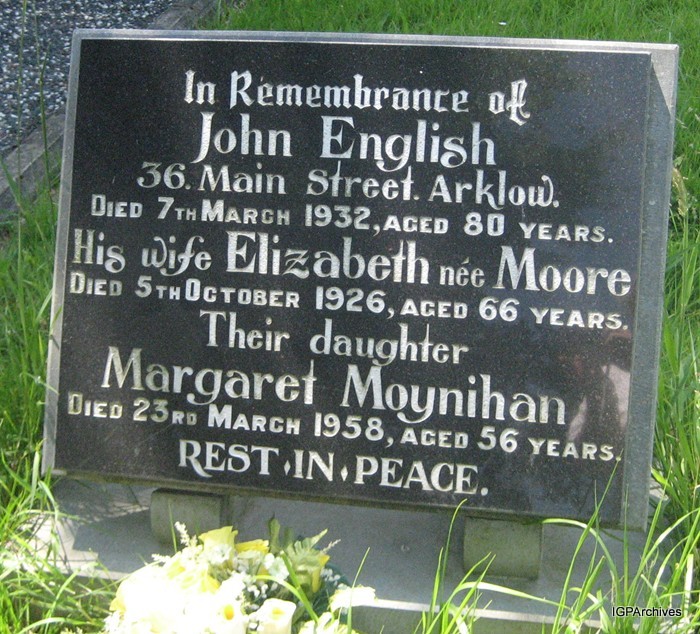 In Remembrance of
John English
36. Main Street. Arklow.
Died 7th March 1932, aged 80 years.
His wife Elizabeth née Moore
Died 5th October 1926, aged 66 years.
Their daughter
Margaret Moynihan
Died 23rd March 1958, aged 56 years.
REST·IN·PEACE.
IGPArchives